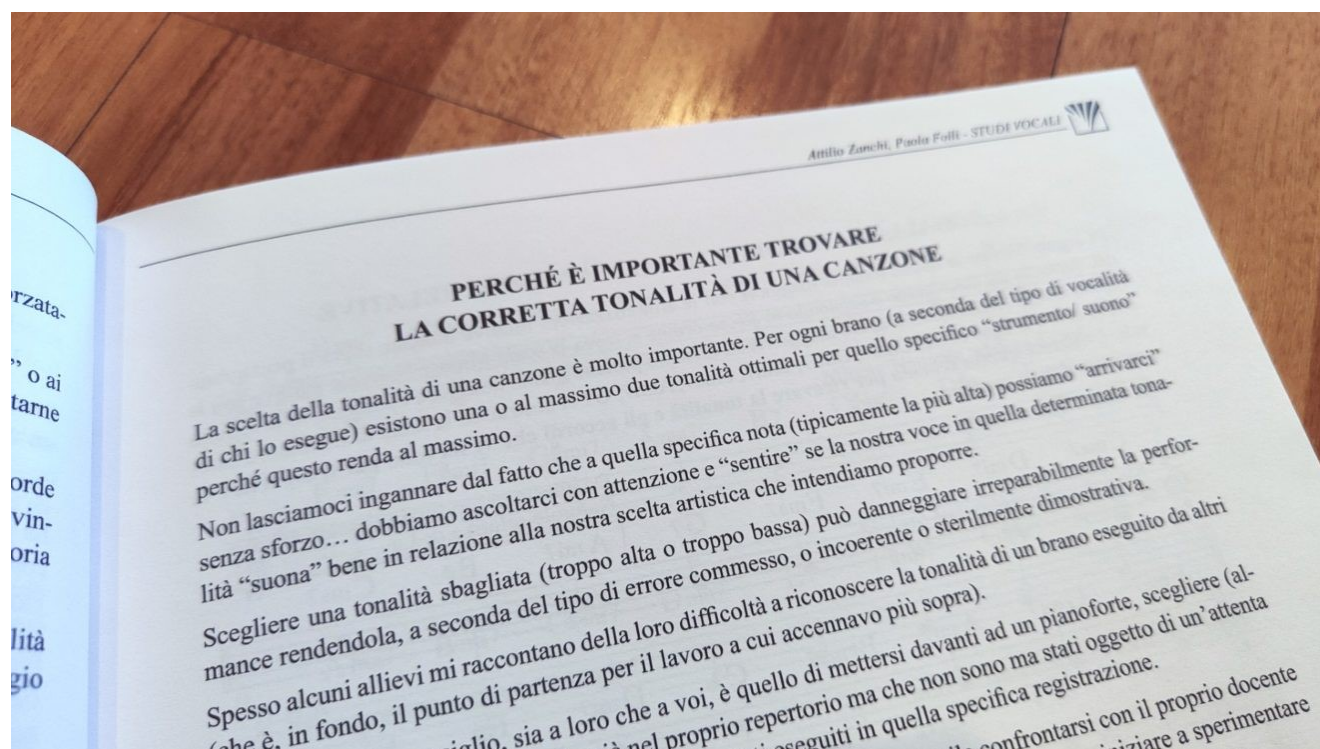 rzata-
” o ai
tarne
orde
vin-
oria
lità
gio
Attilio Zanchi, Paola Folli - STUDI VOCALI
PERCHÉ È IMPORTANTE TROVARE
LA CORRETTA TONALITÀ DI UNA CANZONE
La scelta della tonalità di una canzone è molto importante. Per ogni brano (a seconda del tipo di vocalità
di chi lo esegue) esistono una o al massimo due tonalità ottimali per quello specifico “strumento/ suono”
perché questo renda al massimo.
Non lasciamoci ingannare dal fatto che a quella specifica nota (tipicamente la più alta) possiamo “arrivarci”
senza sforzo… dobbiamo ascoltarci con attenzione e “sentire” se la nostra voce in quella determinata tona-
lità “suona” bene in relazione alla nostra scelta artistica che intendiamo proporre.
Scegliere una tonalità sbagliata (troppo alta o troppo bassa) può danneggiare irreparabilmente la perfor-
mance rendendola, a seconda del tipo di errore commesso, o incoerente o sterilmente dimostrativa.
Spesso alcuni allievi mi raccontano della loro difficoltà a riconoscere la tonalità di un brano eseguito da altri
(che è, in fondo, il punto di partenza per il lavoro a cui accennavo più sopra).
sia a loro che a voi, è quello di mettersi davanti ad un pianoforte, scegliere (al-
nel proprio repertorio ma che non sono ma stati oggetto di un’attenta
eseguiti in quella specifica registrazione.
confrontarsi con il proprio docente
a sperimentare